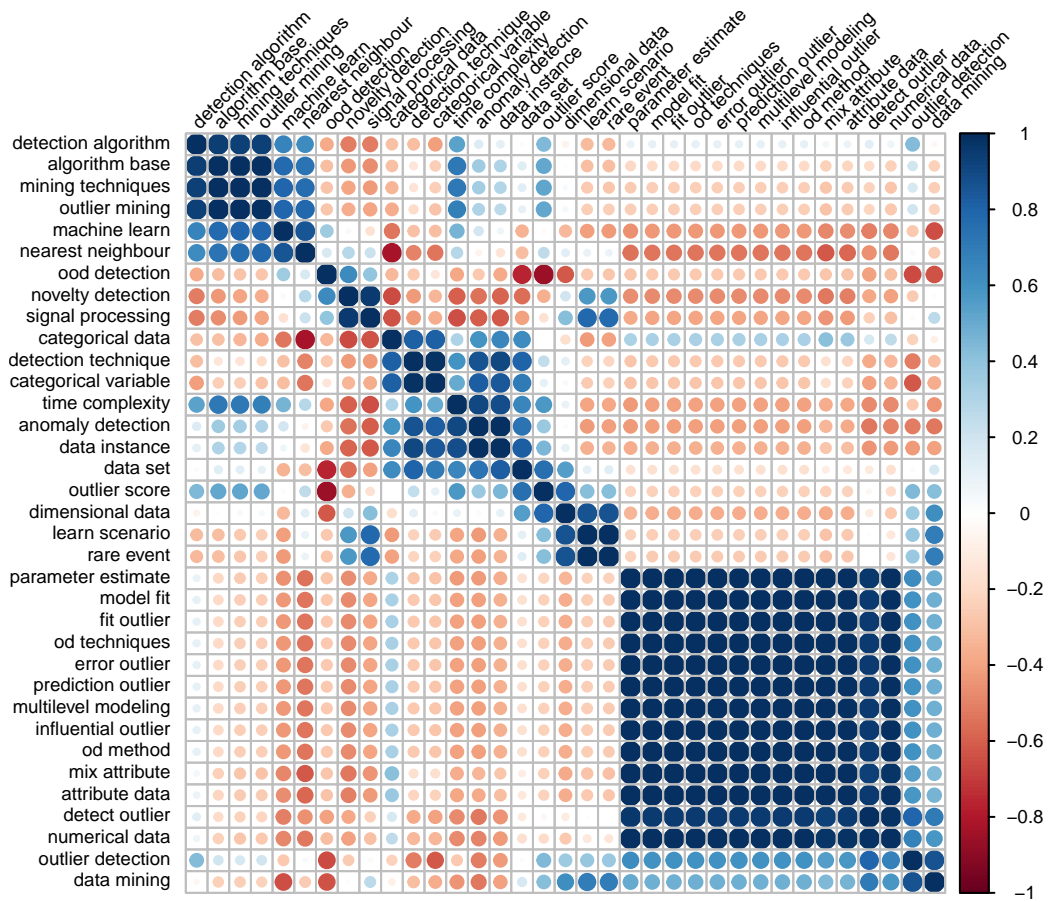 detection algorithm
algorithm base
mining techniques
outlier mining
machine learn
nearest neighbour
ood detection
novelty detection
signal processing
categorical data
detection technique
categorical variable
time complexity
anomaly detection
data instance
data set
outlier score
dimensional data
learn scenario
rare event
parameter estimate
model fit
fit outlier
od techniques
error outlier
prediction outlier
multilevel modeling
influential outlier
od method
mix attribute
attribute data
detect outlier
numerical data
outlier detection
data mining
detection algorithm
algorithm base
mining techniques
outlier mining
machine learn
nearest neighbour
ood detection
novelty detection
signal processing
categorical data
detection technique
categorical variable
time complexity
anomaly detection
data instance
data set
outlier score
dimensional data
learn scenario
rare event
parameter estimate
model fit
fit outlier
od techniques
error outlier
prediction outlier
multilevel modeling
influential outlier
od method
mix attribute
attribute data
detect outlier
numerical data
outlier detection
data mining
1
0.8
0.6
0.4
0.2
0
−0.2
−0.4
−0.6
−0.8
−1